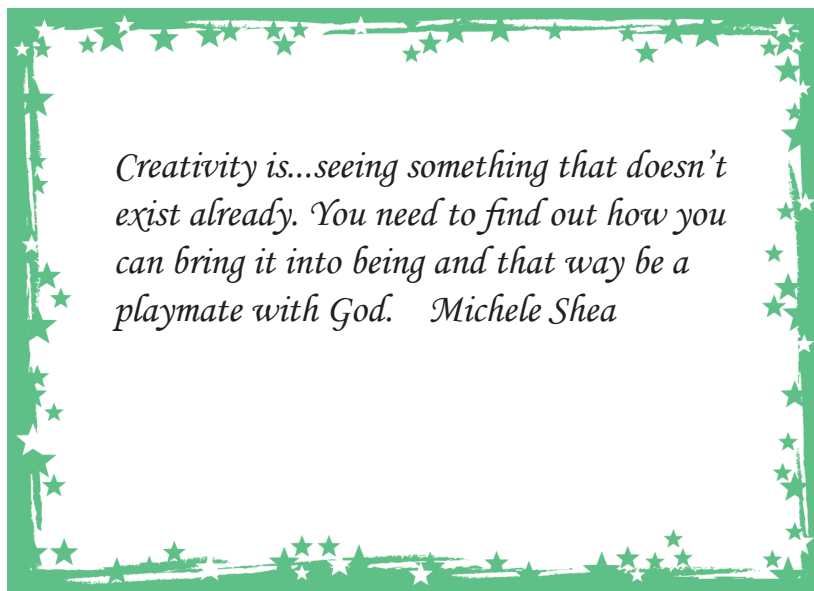 Creativity is...seeing something that doesn’t
exist already. You need to find out how you
can bring it into being and that way be a
playmate with God.    Michele Shea